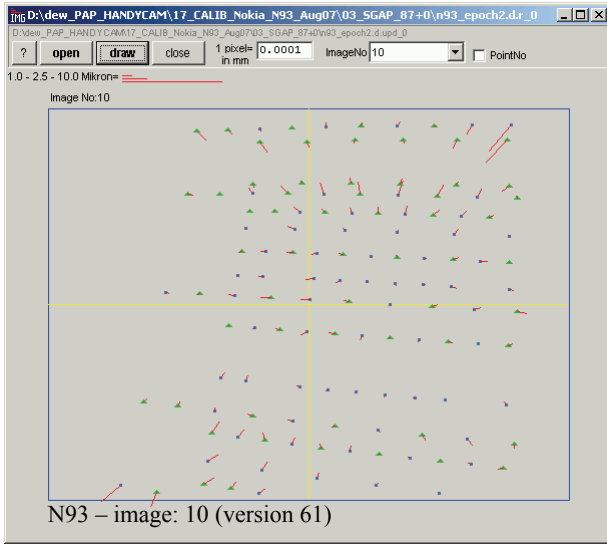 IMG D:\dew_PAP_HANDYCAM\17_CALIB_Nokia_N93_Aug07\03_SGAP_87+0\n93_epoch2.d.r_0
D:\dew_PAP_HANDYCAM\17_CALIB_Nokia_N93_Aug07\03_SGAP_87+0\n93_epoch2.d.upd_0
? open draw close 1 pixel= in mm 0.0001 ImageNo 10 PointNo
1.0 - 2.5 - 10.0 Mikron=
Image No:10
N93 – image: 10 (version 61)